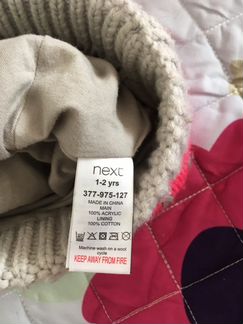 next
1-2 yrs
377-975-127
MADE IN CHINA
MAIN
100% ACRYLIC
LINING
100% COTTON
Machine-wash on a wool
cycle
KEEP AWAY FROM FIRE